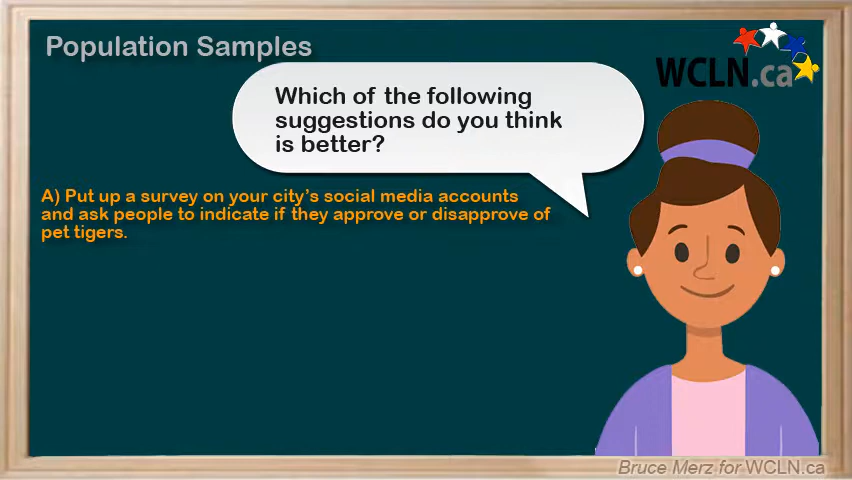 Population Samples
WCLN.ca
Which of the following
suggestions do you think
is better?
A) Put up a survey on your city's social media accounts
and ask people to indicate if they approve or disapprove of
pet tigers.
Bruce Merz for WCLN.ca